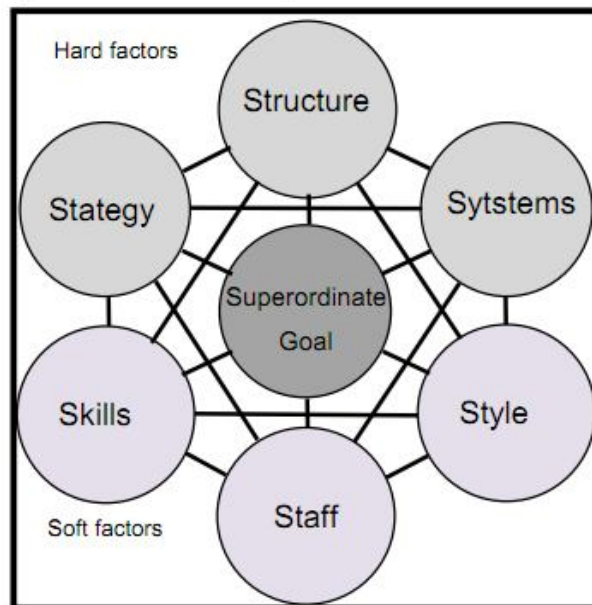 Hard factors
Structure
Stategy
Sytstems
Superordinate
Goal
Skills
Style
Staff
Soft factors